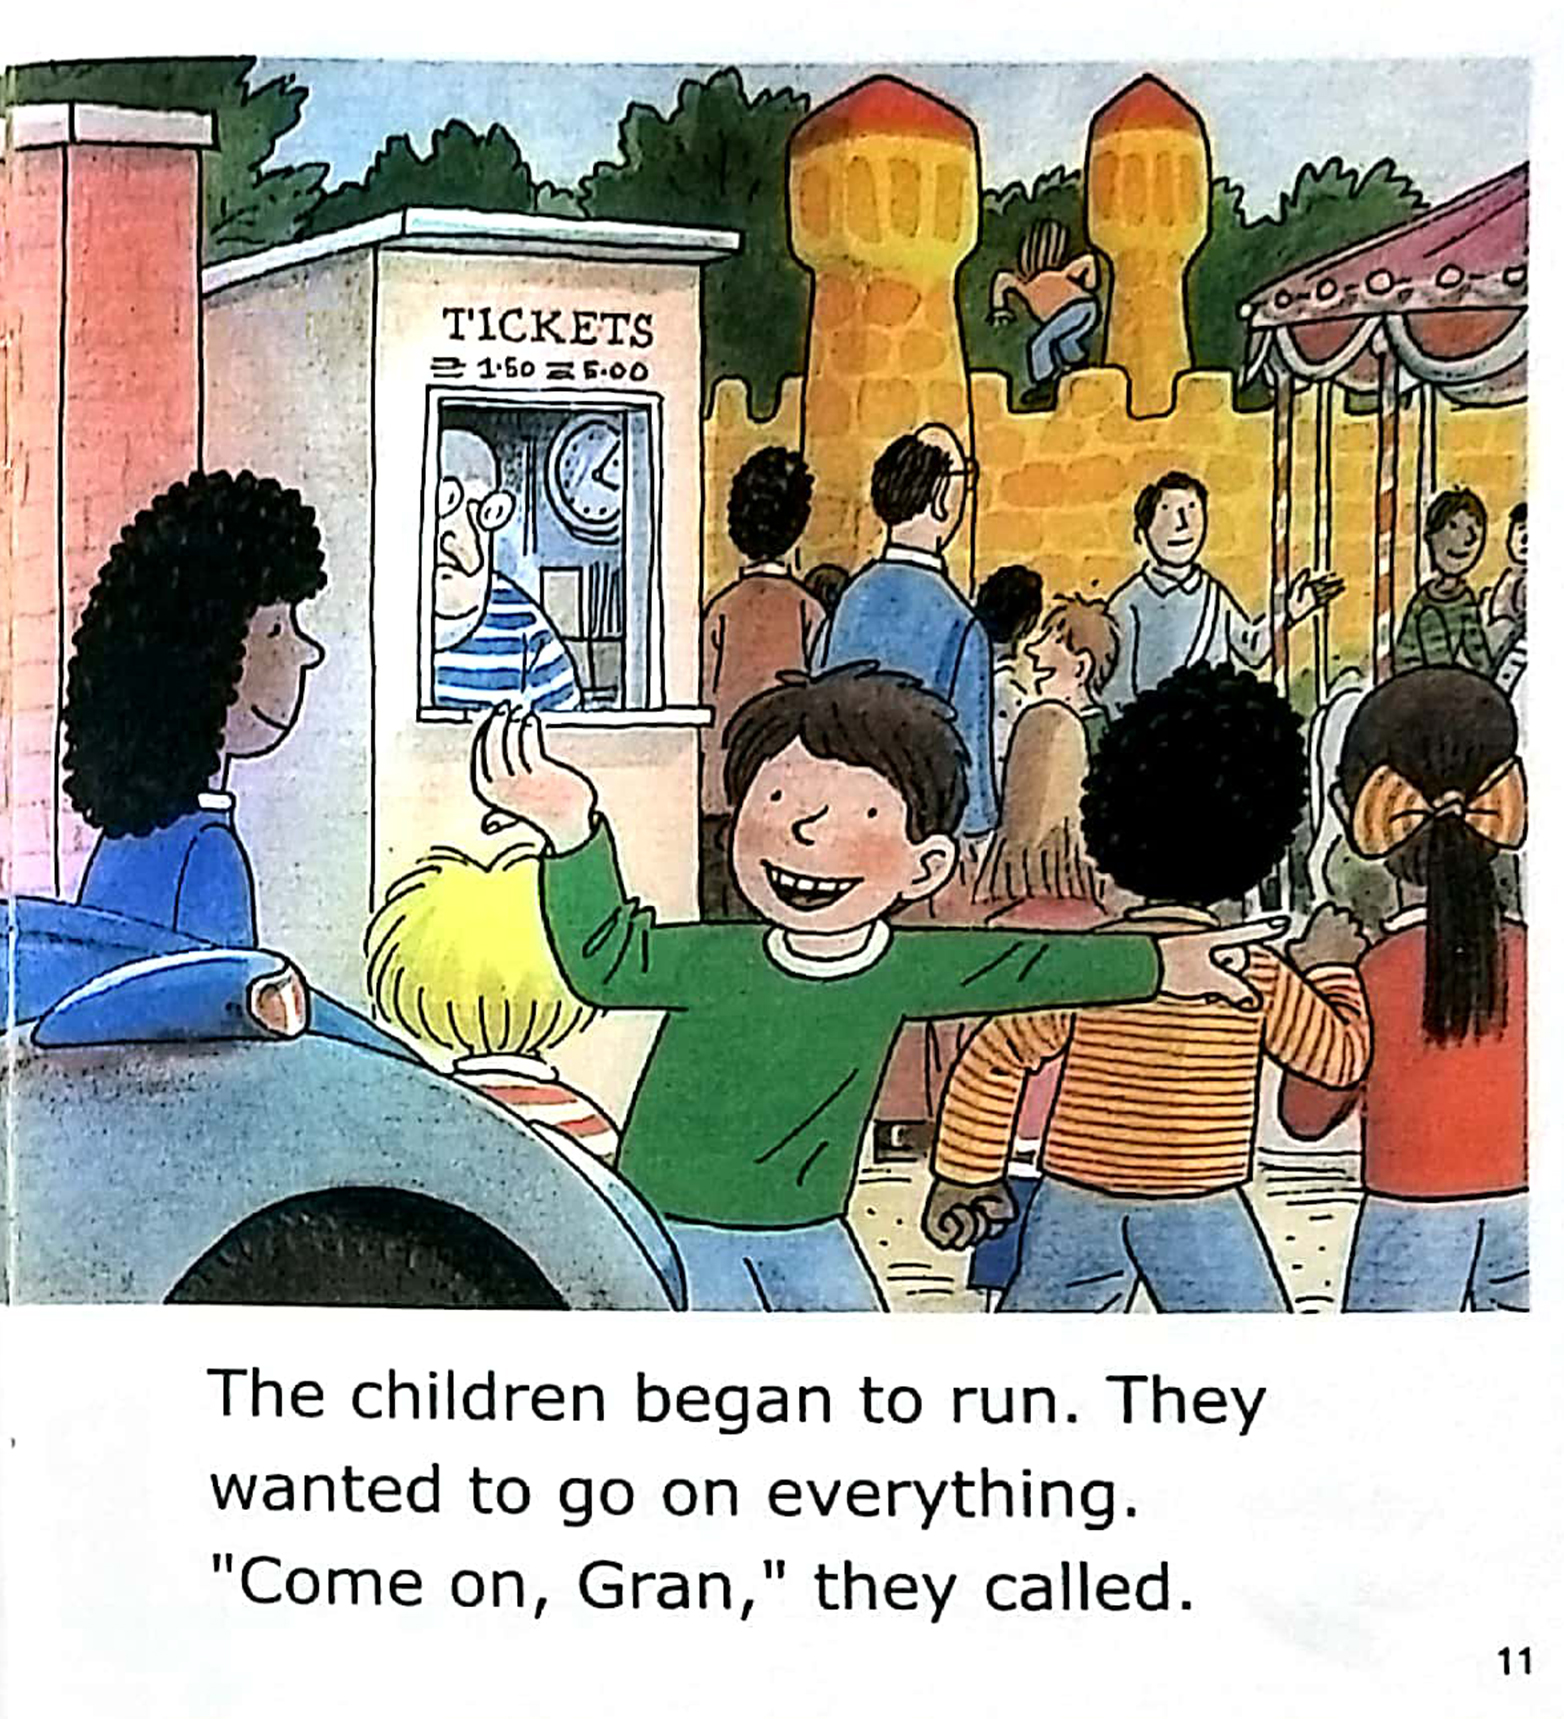 TICKETS
1.50 5.00
The children began to run. They
wanted to go on everything.
"Come on, Gran," they called.
11